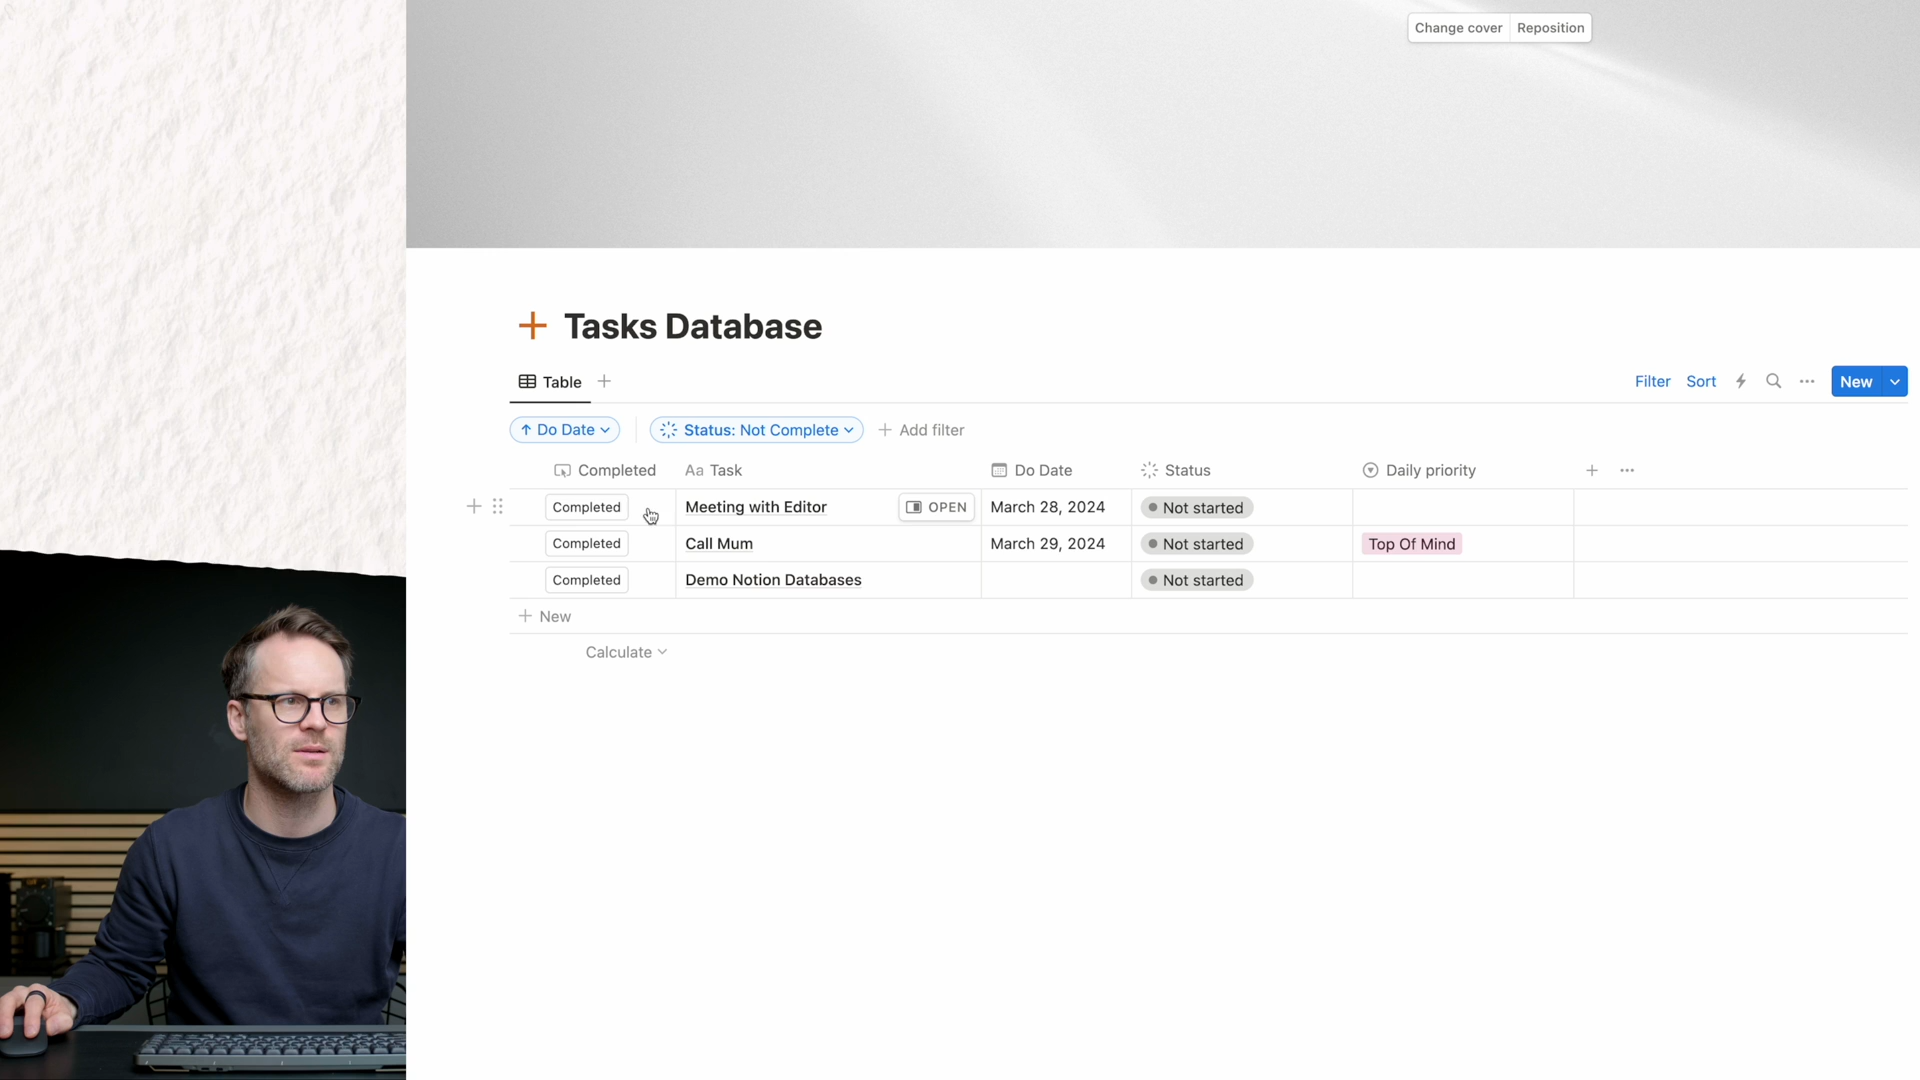 Change cover Reposition
Tasks Database
Table
Filter Sort New
Do Date Status: Not Complete Add filter
Completed Aa Task Do Date Status Daily priority
Completed Meeting with Editor OPEN March 28, 2024 Not started
Completed Call Mum March 29, 2024 Not started Top Of Mind
Completed Demo Notion Databases Not started
New
Calculate